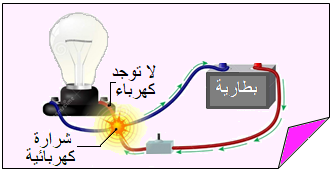 لا توجد
كهرباء
بطارية
شرارة
كهربائية